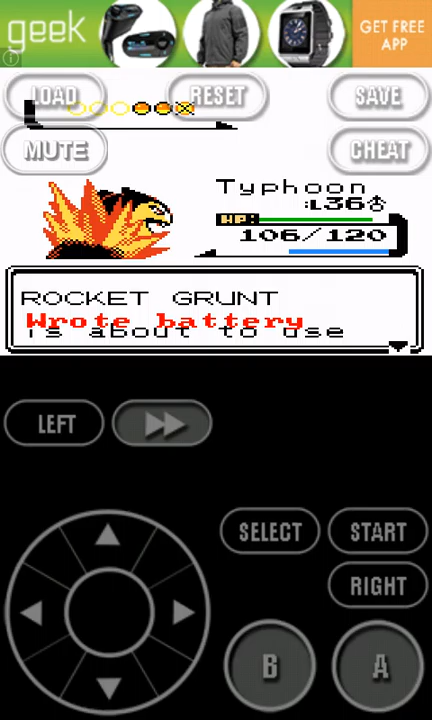 geek
GET FREE
APP
LOAD
RESET
SAVE
MUTE
CHEAT
Typhoon
:L36♂
HP:
106/120
ROCKET GRUNT
Wrote battery
is about to use
LEFT
SELECT
START
RIGHT
B
A